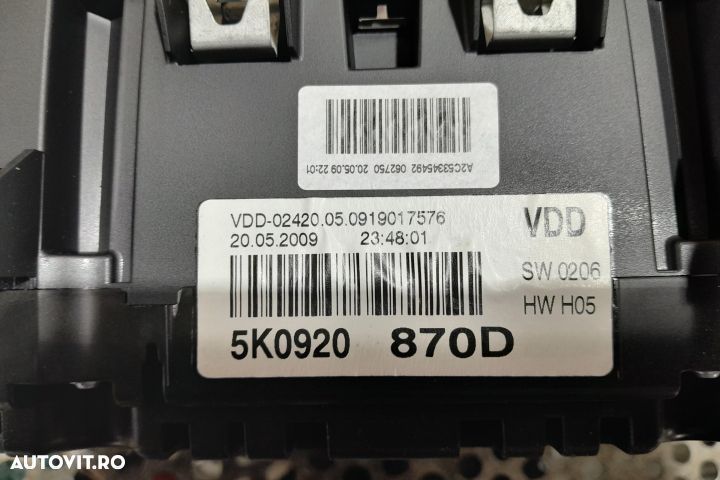 A2C53345492 062750 20.05.09 22:01
VDD-02420.05.0919017576
20.05.2009 23:48:01
VDD
SW 0206
HW H05
5K0920 870D
AUTOVIT.RO